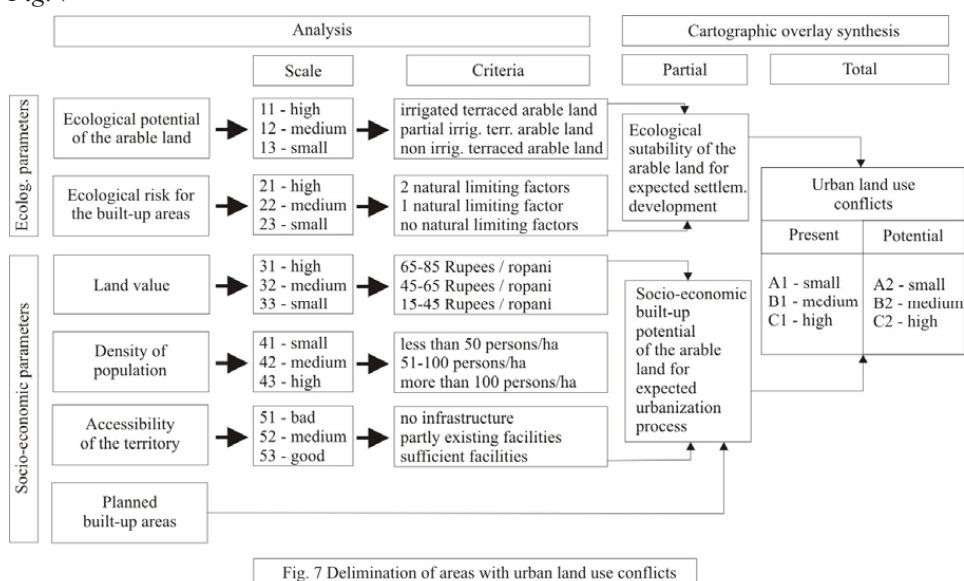 Analysis
Cartographic overlay synthesis
Scale
Criteria
Partial
Total
Ecolog. parameters
Ecological potential
of the arable land
11 - high
12 - medium
13 - small
irrigated terraced arable land
partial irrig. terr. arable land
non irrig. terraced arable land
Ecological risk for
the built-up areas
21 - high
22 - medium
23 - small
2 natural limiting factors
1 natural limiting factor
no natural limiting factors
Ecological
sutability of the
arable land for
expected settlem.
development
Socio-economic parameters
Land value
31 - high
32 - medium
33 - small
65-85 Rupees / ropani
45-65 Rupees / ropani
15-45 Rupees / ropani
Density of
population
41 - small
42 - medium
43 - high
less than 50 persons/ha
51-100 persons/ha
more than 100 persons/ha
Accessibility
of the territory
51 - bad
52 - medium
53 - good
no infrastructure
partly existing facilities
sufficient facilities
Planned
built-up areas
Socio-economic
built-up
potential
of the arable
land for
expected
urbanization
process
Urban land use
conflicts
Present
Potential
A1 - small
B1 - medium
C1 - high
A2 - small
B2 - medium
C2 - high
Fig. 7 Delimination of areas with urban land use conflicts